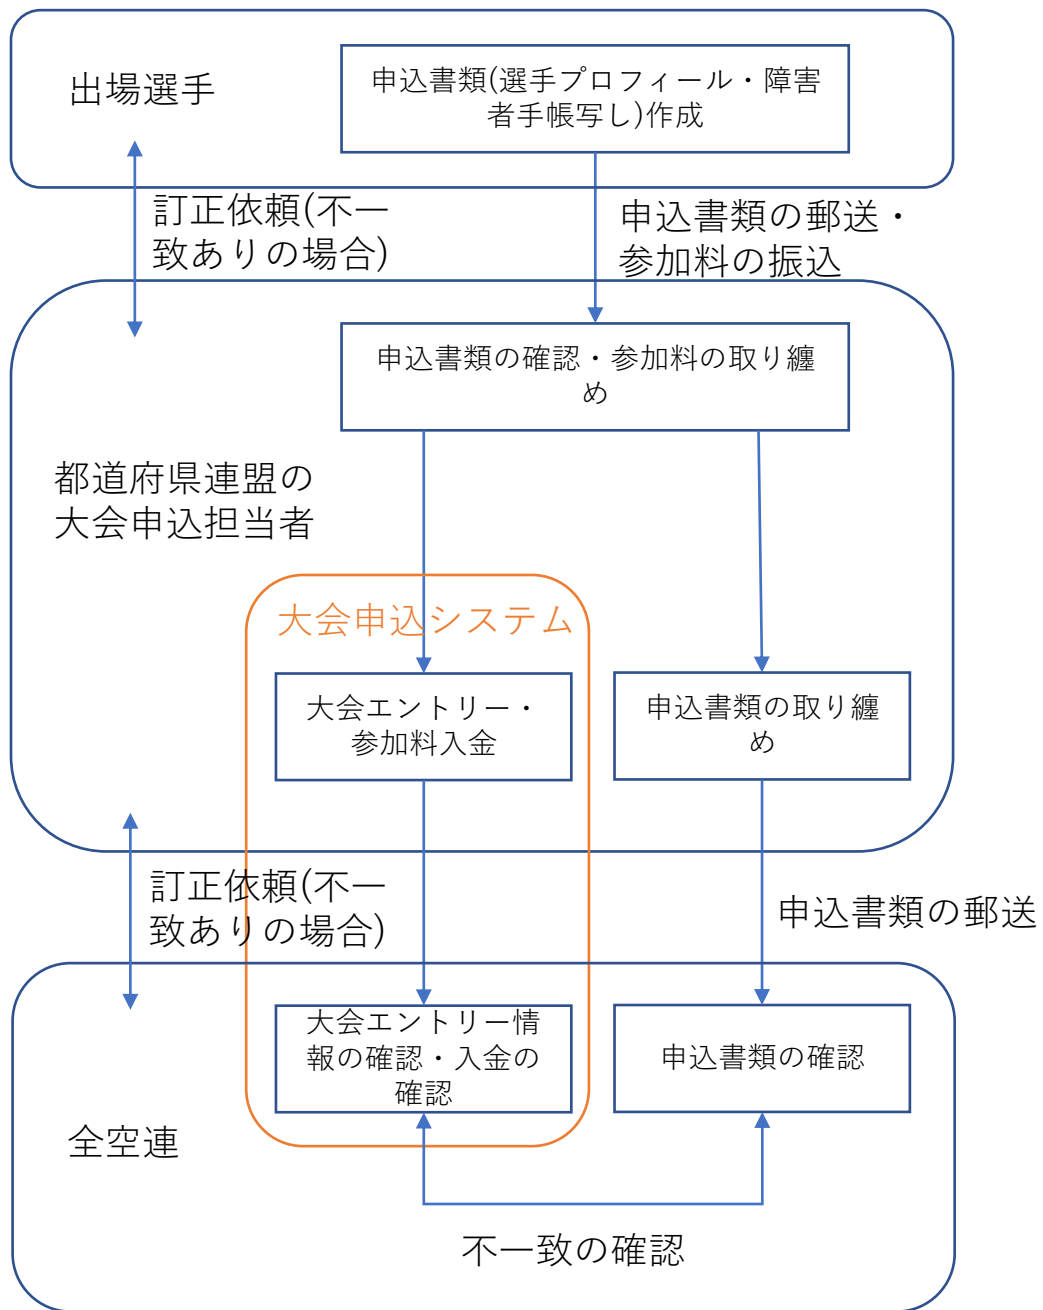 出場選手
申込書類(選手プロフィール・障害
者手帳写し)作成
訂正依頼(不一
致ありの場合)
申込書類の郵送・
参加料の振込
申込書類の確認・参加料の取り纏
め
都道府県連盟の
大会申込担当者
大会申込システム
大会エントリー・
参加料入金
申込書類の取り纏
め
訂正依頼(不一
致ありの場合)
申込書類の郵送
大会エントリー情
報の確認・入金の
確認
申込書類の確認
全空連
不一致の確認